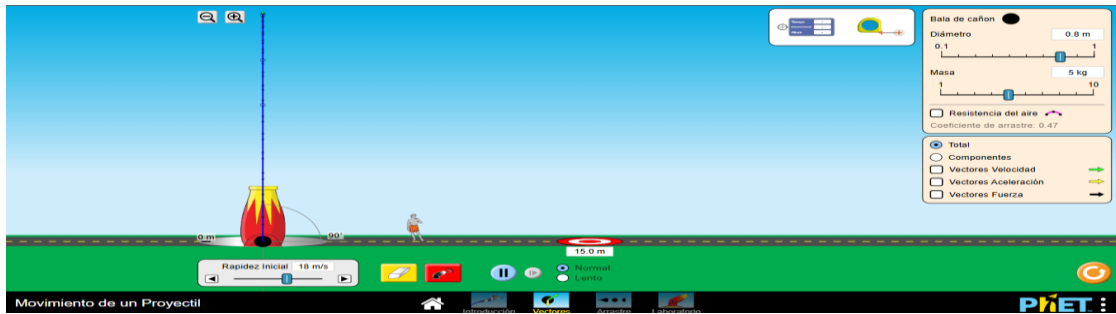 Bala de cañon
Diámetro 0.8 m
0.1 1
Masa 5 kg
1 10
Resistencia del aire
Coeficiente de arrastre: 0.47
Total
Componentes
Vectores Velocidad
Vectores Aceleración
Vectores Fuerza
0 m
90°
15.0 m
Rapidez Inicial 18 m/s
Normal
Lento
Movimiento de un Proyectil
Introducción
Vectores
Arrastre
Laboratorio
PhET